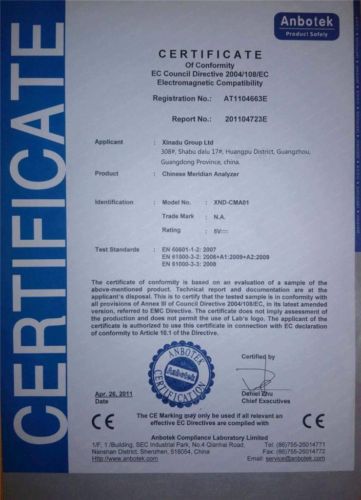 Anbotek
Product Safety
CERTIFICATE
CERTIFICATE
Of Conformity
EC Council Directive 2004/108/EC
Electromagnetic Compatibility
Registration No.: AT1104663E
Report No.: 201104723E
Applicant : Xinadu Group Ltd
308#, Shabu dalu 17#, Huangpu District, Guangzhou,
Guangdong Province, china.
Product : Chinese Meridian Analyzer
Identification : Model No. : XND-CMA01
Trade Mark : N.A.
Rating : 5V
Test Standards : EN 60601-1-2: 2007
EN 61000-3-2: 2006+A1:2009+A2:2009
EN 61000-3-3: 2008
The certificate of conformity is based on an evaluation of a sample of the
above-mentioned product. Technical report and documentation are at the
applicant's disposal. This is to certify that the tested sample is in conformity with
all provisions of Annex III of Council Directive 2004/108/EC, in its latest amended
version, referred to EMC Directive. The certificate does not imply assessment of
the production and does not permit the use of Lab's logo. The applicant of the
certificate is authorized to use this certificate in connection with EC declaration
of conformity to Article 10.1 of the Directive.
ANBOTEK
CERTIFICATION
Certified by
Apr. 26, 2011
Date
Daniel Zhu
Chief Executives
CE
The CE Marking may only be used if all relevant an
effective EC Directives are complied with
CE
Anbotek Compliance Laboratory Limited
1/F, 1 /Building, SEC Industrial Park, No.4 Qianhai Road,
Nanshan District, Shenzhen, 518054, China
Http://www.anbotek.com
Tel: (86)755-26014771
Fax: (86)755-26014772
Email: service@anbotek.com